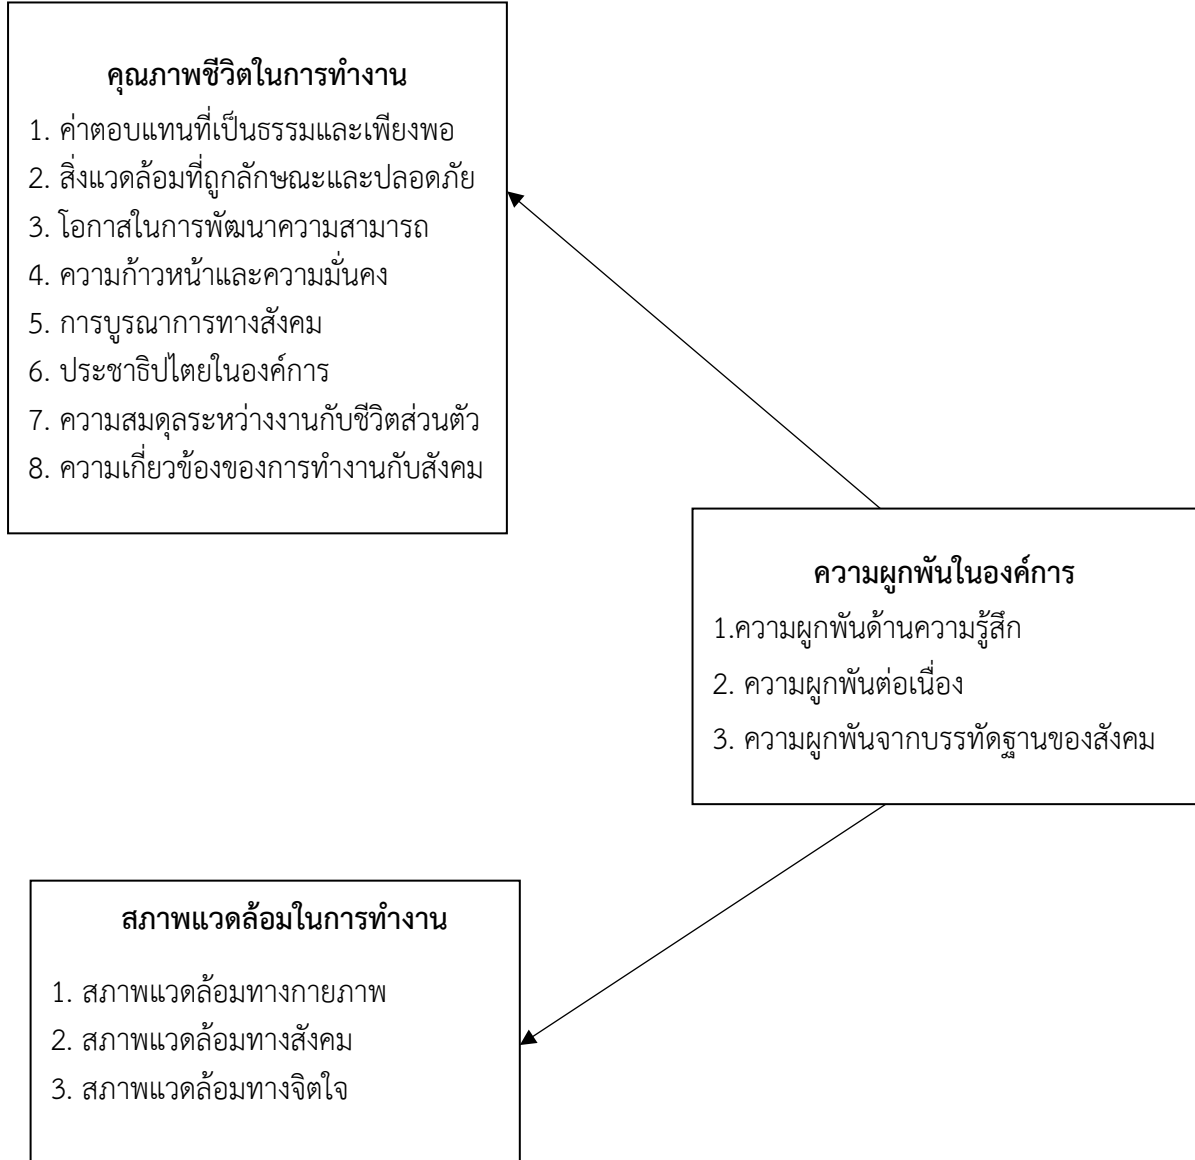 คุณภาพชีวิตในการทำงาน
1. ค่าตอบแทนที่เป็นธรรมและเพียงพอ
2. สิ่งแวดล้อมที่ถูกลักษณะและปลอดภัย
3. โอกาสในการพัฒนาความสามารถ
4. ความก้าวหน้าและความมั่นคง
5. การบูรณาการทางสังคม
6. ประชาธิปไตยในองค์การ
7. ความสมดุลระหว่างงานกับชีวิตส่วนตัว
8. ความเกี่ยวข้องของการทำงานกับสังคม
ความผูกพันในองค์การ
1.ความผูกพันด้านความรู้สึก
2. ความผูกพันต่อเนื่อง
3. ความผูกพันจากบรรทัดฐานของสังคม
สภาพแวดล้อมในการทำงาน
1. สภาพแวดล้อมทางกายภาพ
2. สภาพแวดล้อมทางสังคม
3. สภาพแวดล้อมทางจิตใจ